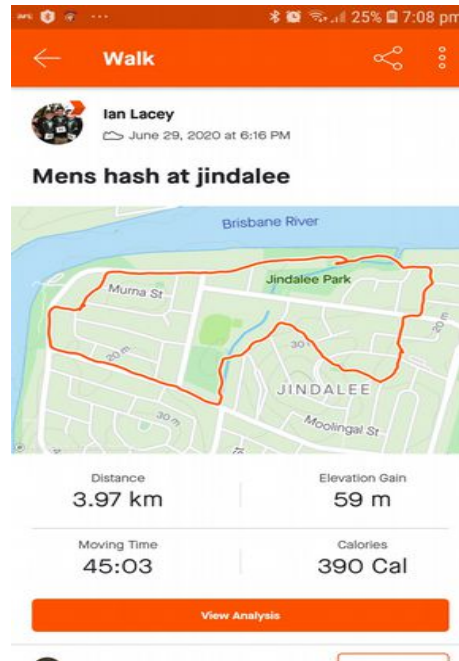 25% 7:08 pm
Walk
Ian Lacey
June 29, 2020 at 6:16 PM
Mens hash at jindalee
Brisbane River
Jindalee Park
Murna St
20 m
30
20 m
JINDALEE
30 m
Moolingal St
Distance
Elevation Gain
3.97 km
59 m
Moving Time
Calories
45:03
390 Cal
View Analysis